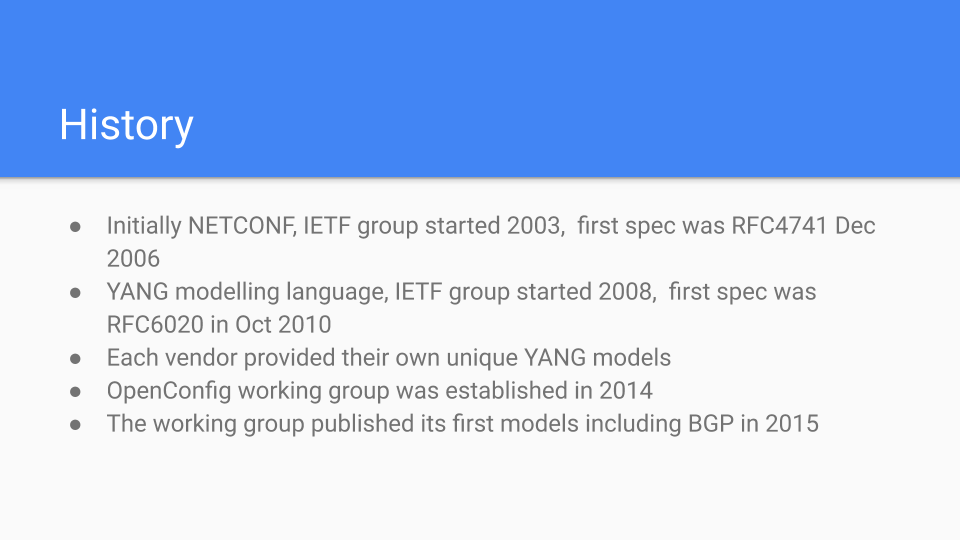 History
● Initially NETCONF, IETF group started 2003,  first spec was RFC4741 Dec
2006
● YANG modelling language, IETF group started 2008,  first spec was
RFC6020 in Oct 2010
● Each vendor provided their own unique YANG models
● OpenConfig working group was established in 2014
● The working group published its first models including BGP in 2015